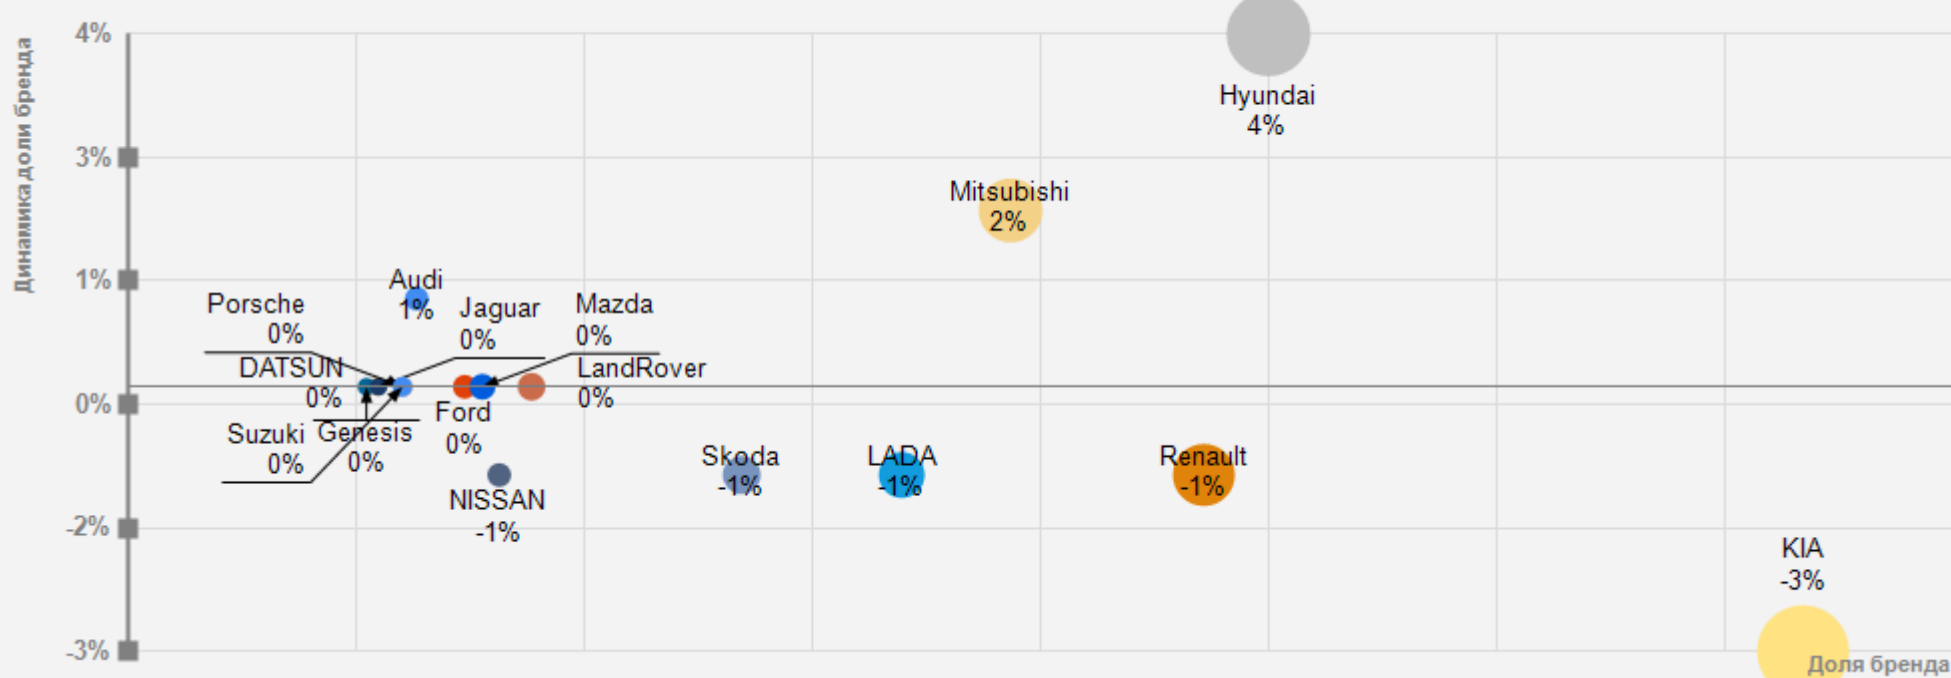 Динамика доли бренда
4%
3%
1%
0%
-2%
-3%
Hyundai
4%
Mitsubishi
2%
Audi
1%
Porsche
0%
Jaguar
0%
Mazda
0%
DATSUN
0%
LandRover
0%
Ford
0%
Suzuki
0%
Genesis
0%
NISSAN
-1%
Skoda
-1%
LADA
-1%
Renault
-1%
KIA
-3%
Доля бренда